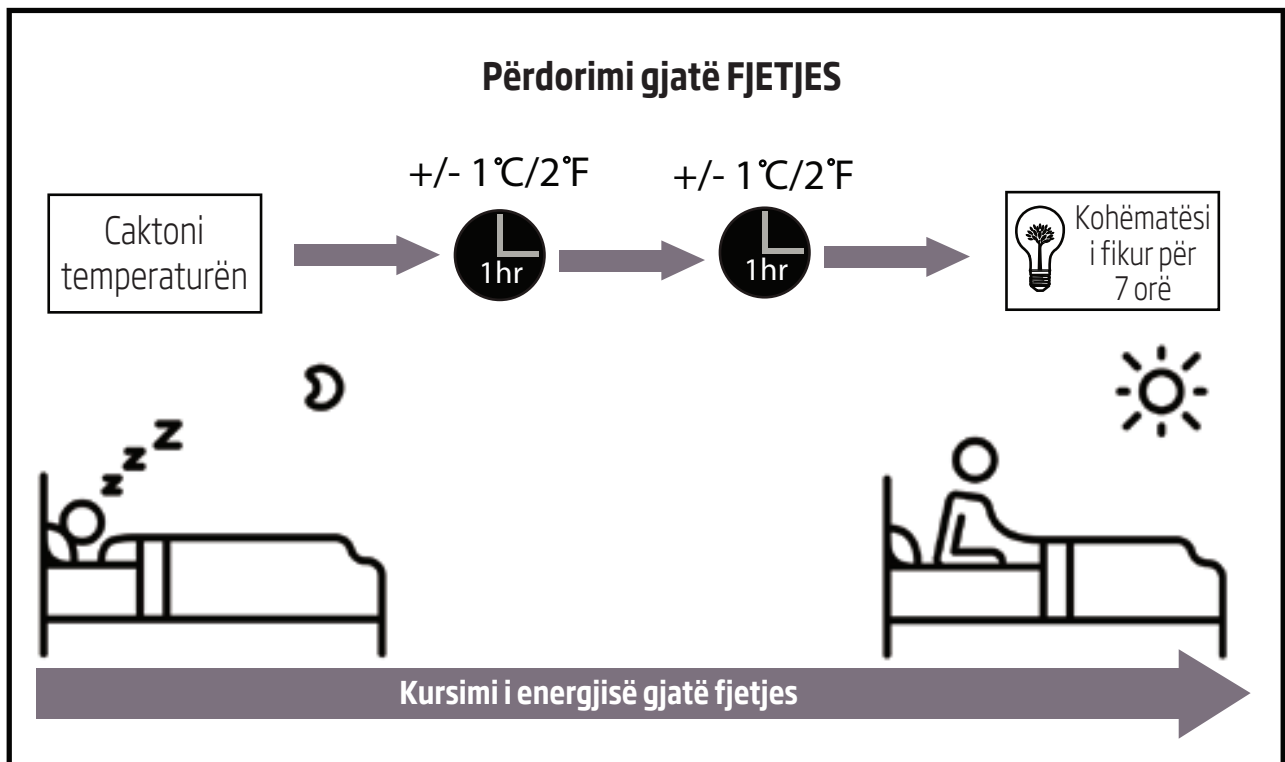 Përdorimi gjatë FJETJES
+/- 1°C/2°F
+/- 1°C/2°F
Caktoni
temperaturën
1hr
1hr
Kohëmatësi
i fikur për
7 orë
z z Z
Kursimi i energjisë gjatë fjetjes